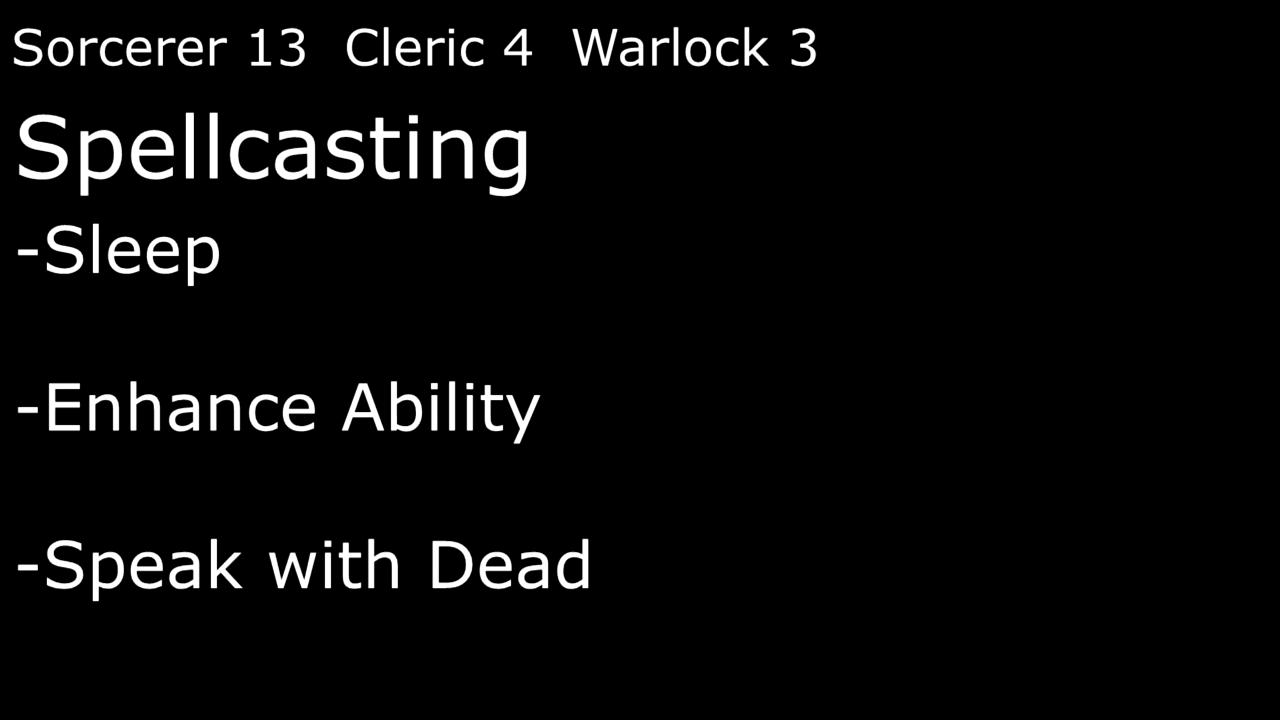 Sorcerer 13 Cleric 4 Warlock 3
Spellcasting
-Sleep
-Enhance Ability
-Speak with Dead